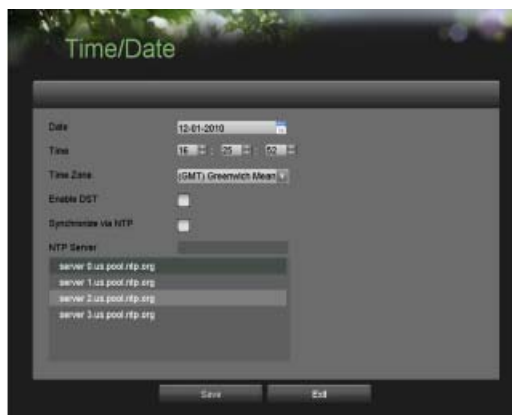 Time/Date
Date 12-01-2010
Time 16 : 25 : 52
Time Zone (GMT) Greenwich Mean
Enable DST
Synchronize via NTP
NTP Server
server 0.us.pool.ntp.org
server 1.us.pool.ntp.org
server 2.us.pool.ntp.org
server 3.us.pool.ntp.org
Save Exit